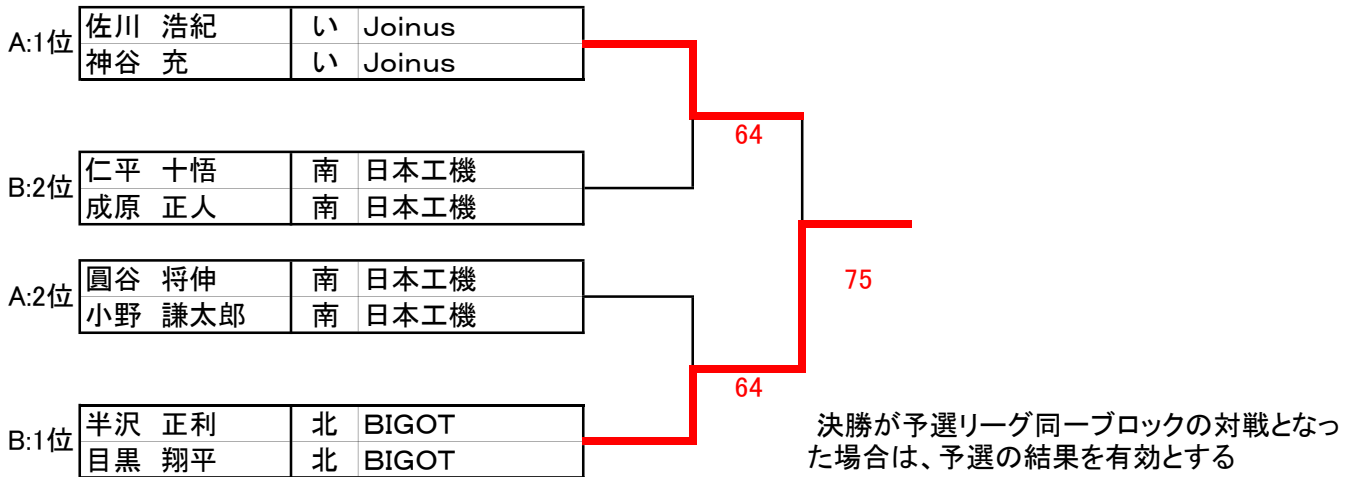 A:1位 佐川 浩紀 い Joinus
神谷 充 い Joinus
64
B:2位 仁平 十悟 南 日本工機
成原 正人 南 日本工機
A:2位 圓谷 将伸 南 日本工機
小野 謙太郎 南 日本工機
75
64
B:1位 半沢 正利 北 BIGOT
目黒 翔平 北 BIGOT
決勝が予選リーグ同一ブロックの対戦となっ
た場合は、予選の結果を有効とする